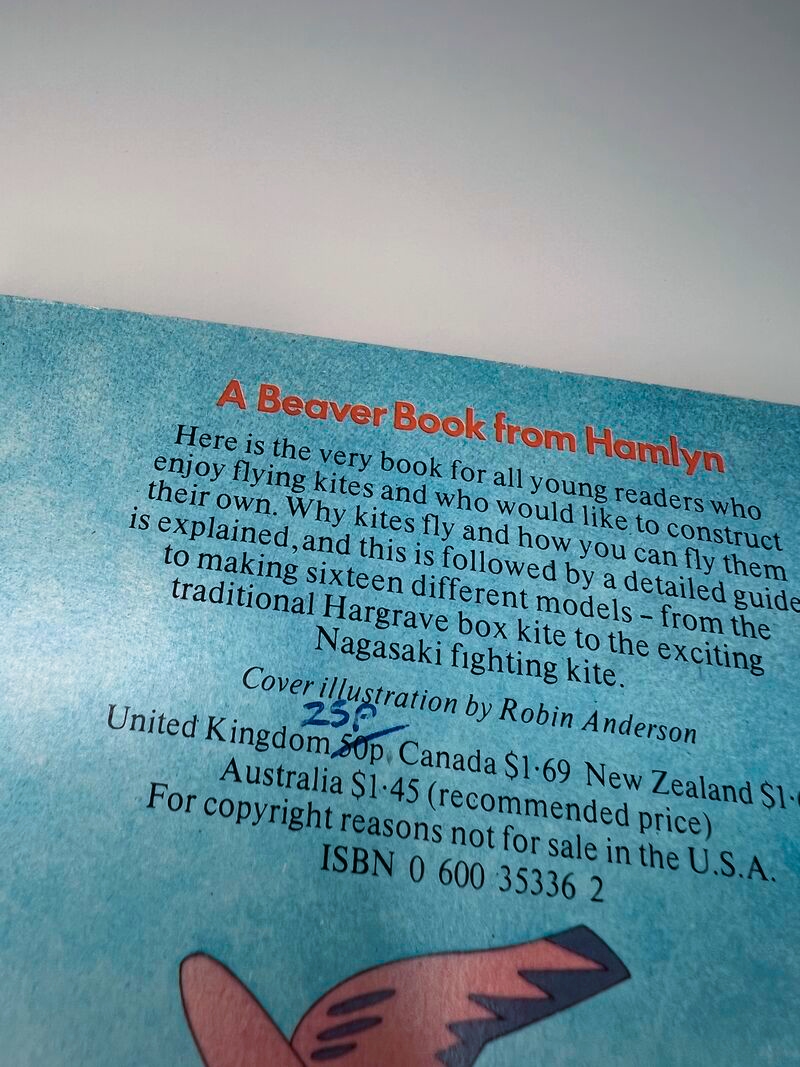 A Beaver Book from Hamlyn
Here is the very book for all young readers who
enjoy flying kites and who would like to construct
their own. Why kites fly and how you can fly them
is explained, and this is followed by a detailed guide
to making sixteen different models – from the
traditional Hargrave box kite to the exciting
Nagasaki fighting kite.
Cover illustration by Robin Anderson
25p
United Kingdom 50p Canada $1·69 New Zealand
Australia $1·45 (recommended price)
For copyright reasons not for sale in the U.S.A.
ISBN 0 600 35336 2